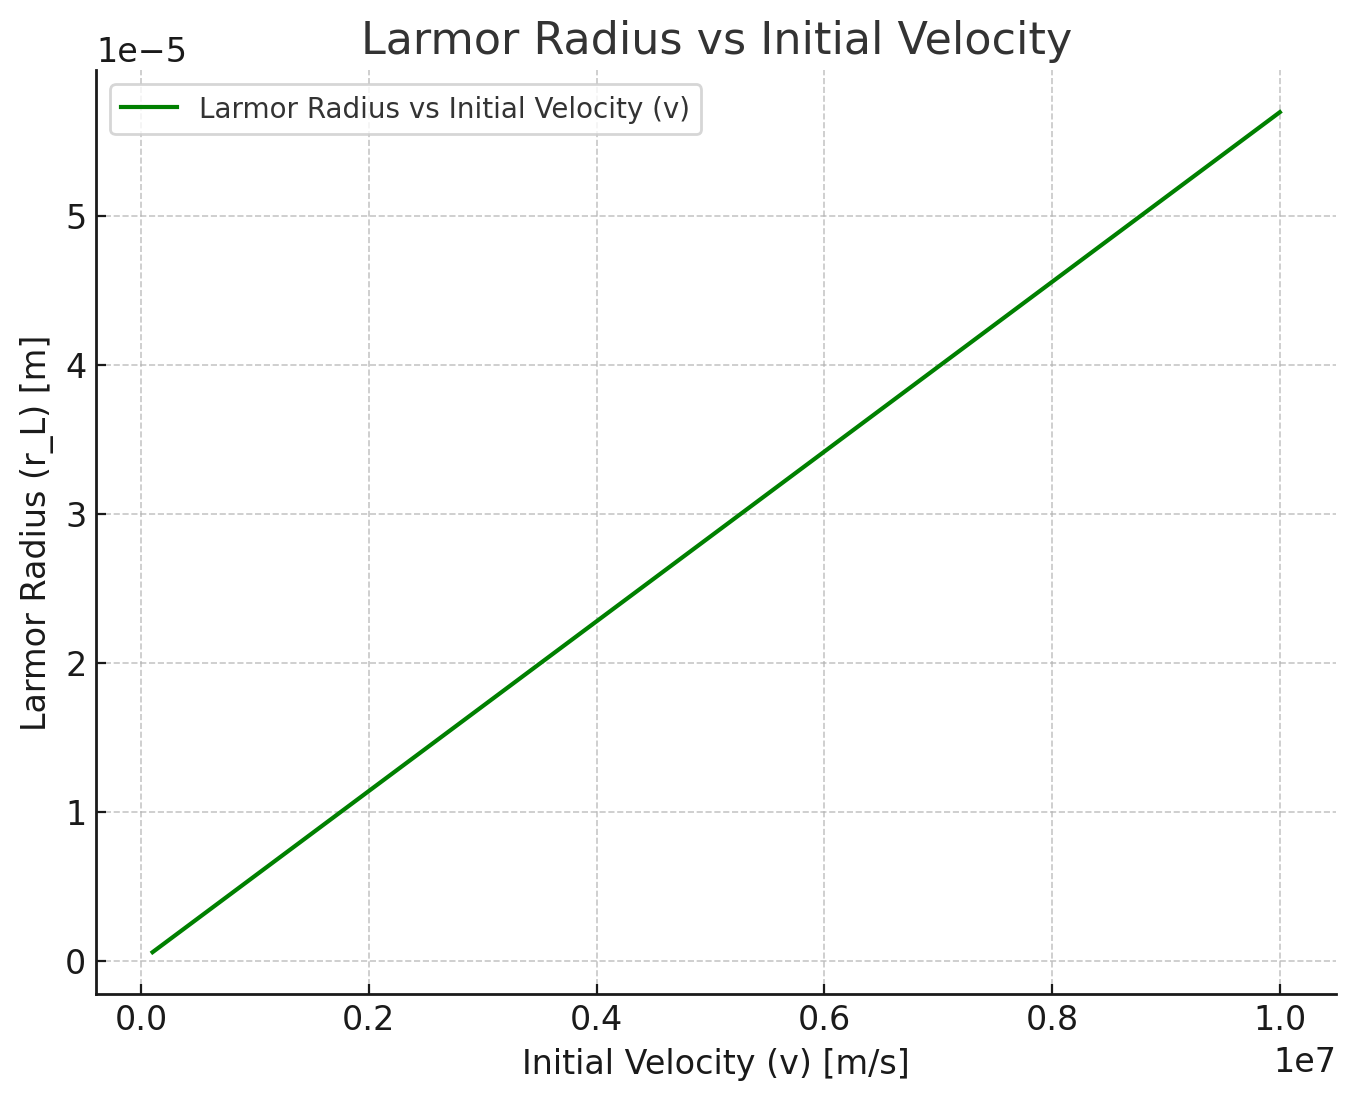 Larmor Radius vs Initial Velocity
1e−5
Larmor Radius vs Initial Velocity (v)
5
4
3
2
1
0
Larmor Radius (r_L) [m]
0.0 0.2 0.4 0.6 0.8 1.0
1e7
Initial Velocity (v) [m/s]